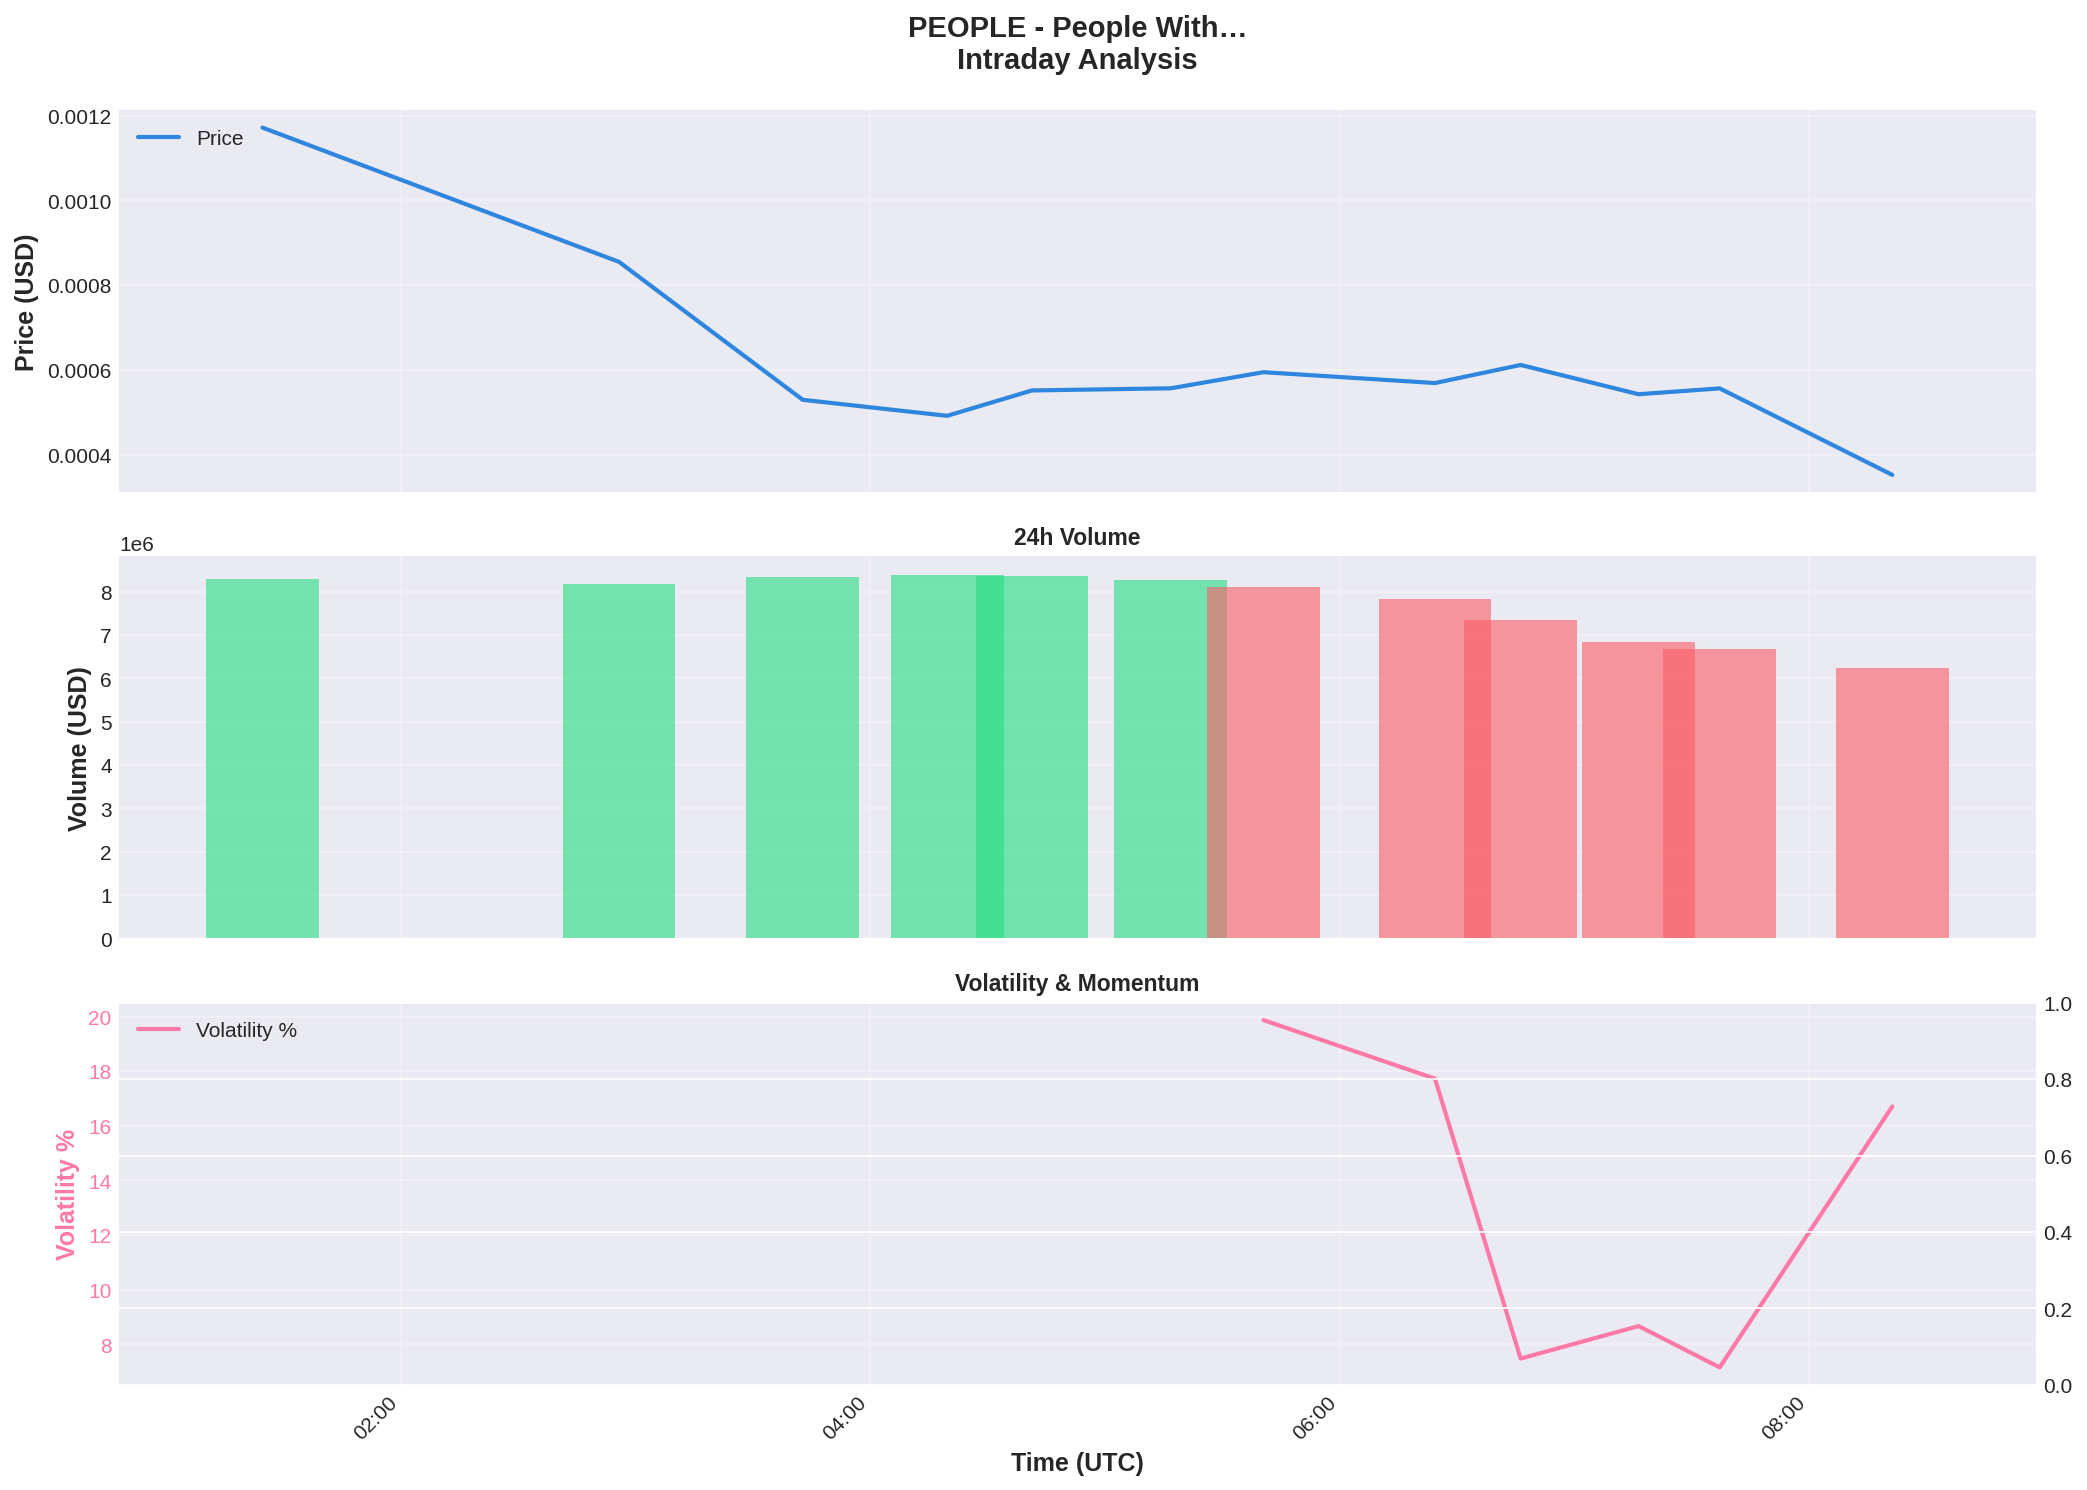 PEOPLE - People With…
Intraday Analysis
Price
Price (USD)
0.0012
0.0010
0.0008
0.0006
0.0004
24h Volume
1e6
Volume (USD)
8
7
6
5
4
3
2
1
0
Volatility & Momentum
Volatility %
Volatility %
20
18
16
14
12
10
8
1.0
0.8
0.6
0.4
0.2
0.0
02:00
04:00
06:00
08:00
Time (UTC)